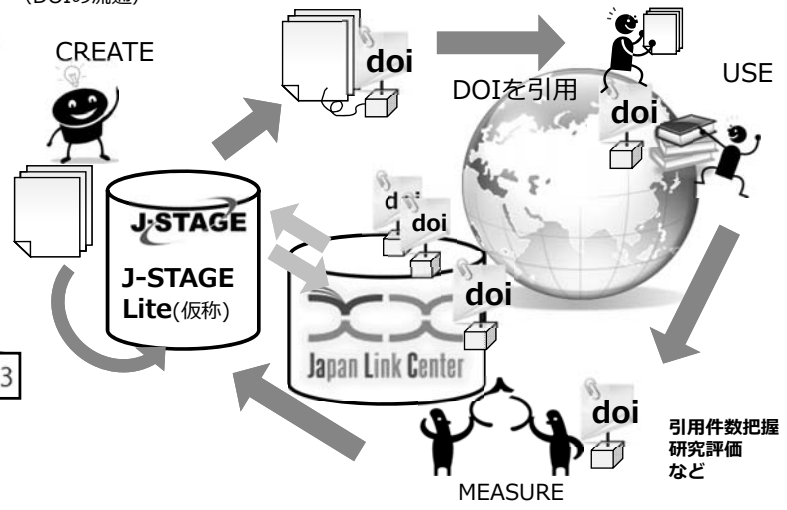 (DOIの流通)
CREATE
doi
DOIを引用
USE
doi
doi
doi
J-STAGE
J-STAGE
Lite(仮称)
doi
Japan Link Center
3
doi
引用件数把握
研究評価
など
MEASURE